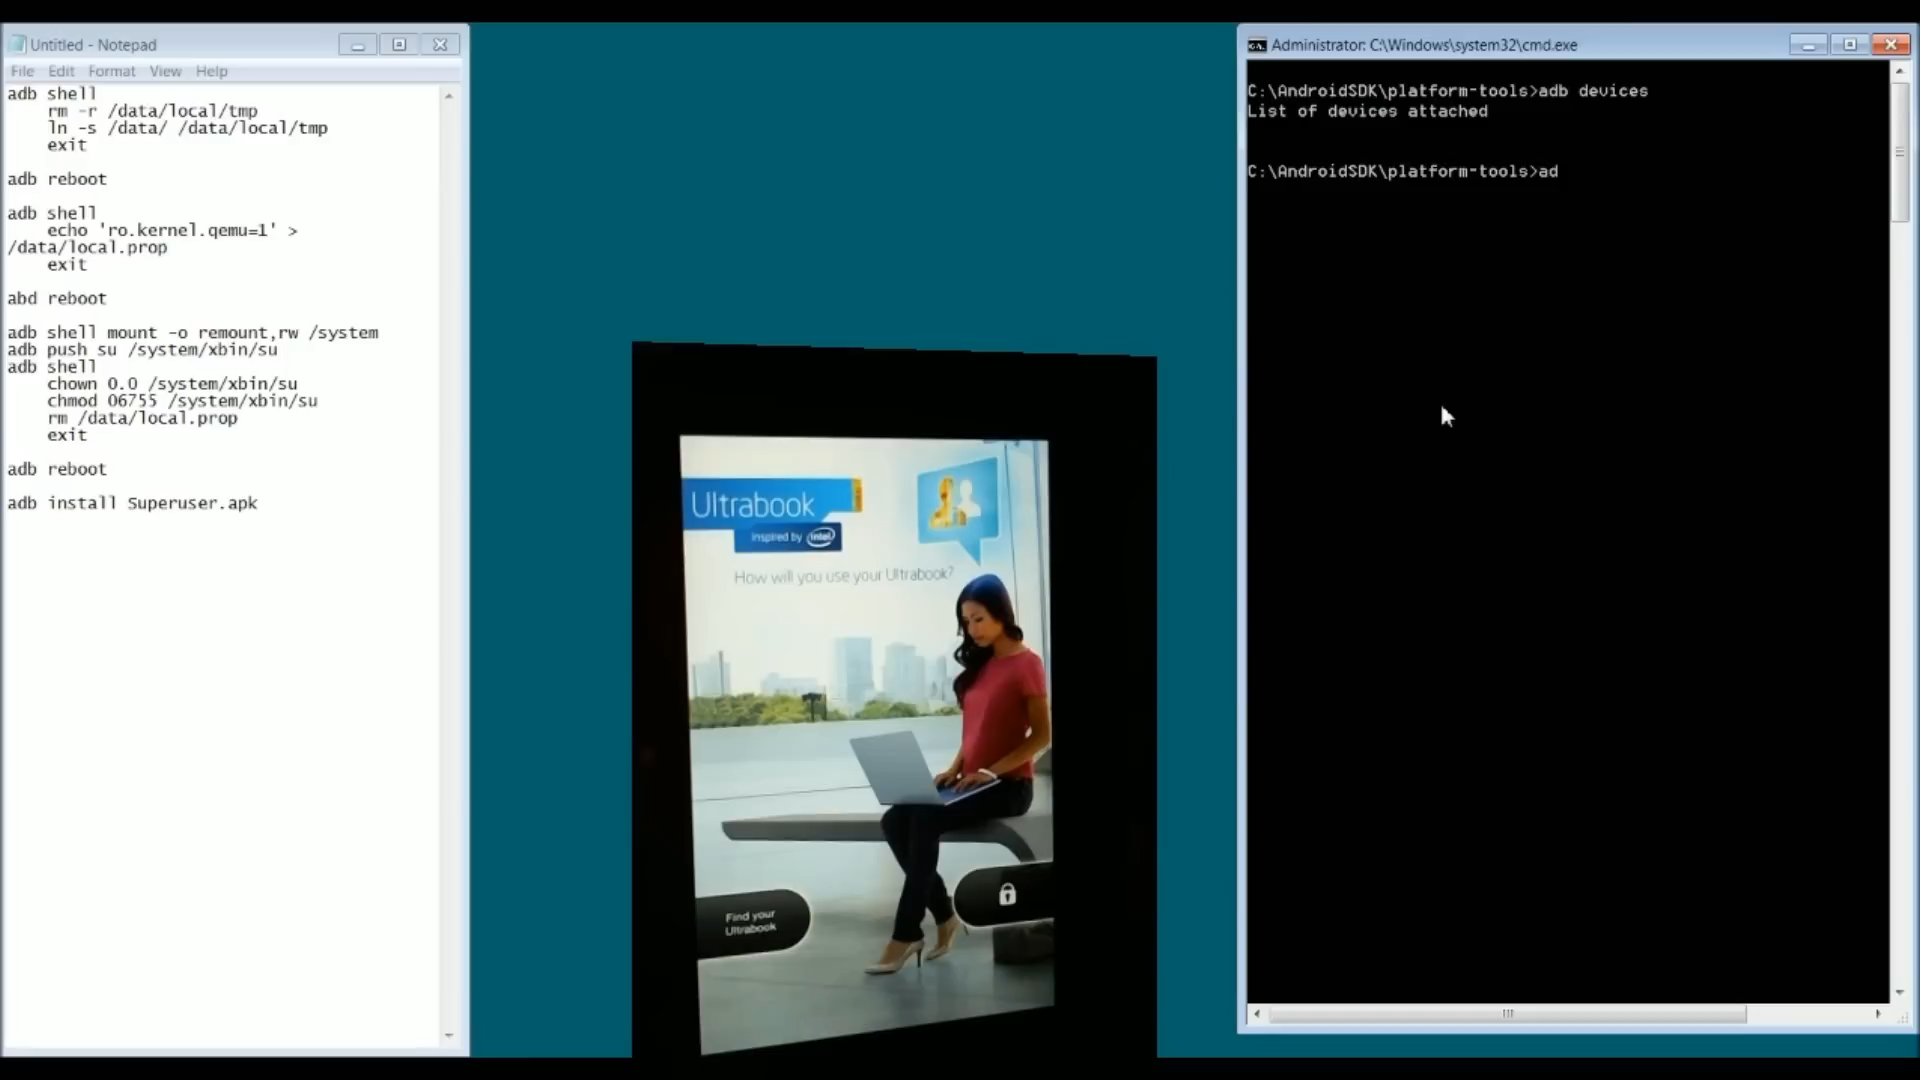 Untitled - Notepad
File Edit Format View Help
adb shell
rm -r /data/local/tmp
ln -s /data/ /data/local/tmp
exit
adb reboot
adb shell
echo 'ro.kernel.qemu=1' >
/data/local.prop
exit
abd reboot
adb shell mount -o remount,rw /system
adb push su /system/xbin/su
adb shell
chown 0.0 /system/xbin/su
chmod 06755 /system/xbin/su
rm /data/local.prop
exit
adb reboot
adb install Superuser.apk
Ultrabook
inspired by intel
How will you use your Ultrabook?
Find your
Ultrabook
Administrator: C:\Windows\system32\cmd.exe
C:\AndroidSDK\platform-tools>adb devices
List of devices attached
C:\AndroidSDK\platform-tools>ad